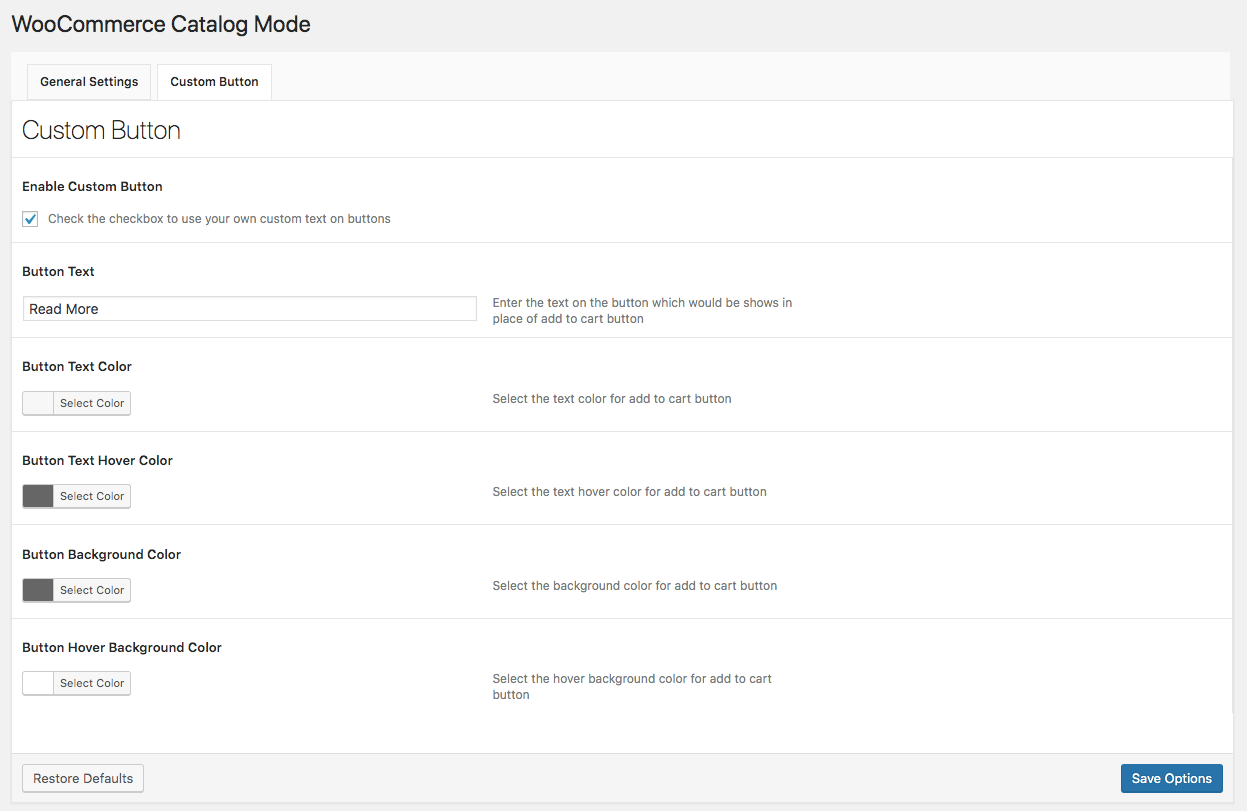 WooCommerce Catalog Mode
General Settings
Custom Button
Custom Button
Enable Custom Button
Check the checkbox to use your own custom text on buttons
Button Text
Read More
Enter the text on the button which would be shows in
place of add to cart button
Button Text Color
Select Color
Select the text color for add to cart button
Button Text Hover Color
Select Color
Select the text hover color for add to cart button
Button Background Color
Select Color
Select the background color for add to cart button
Button Hover Background Color
Select Color
Select the hover background color for add to cart
button
Restore Defaults
Save Options